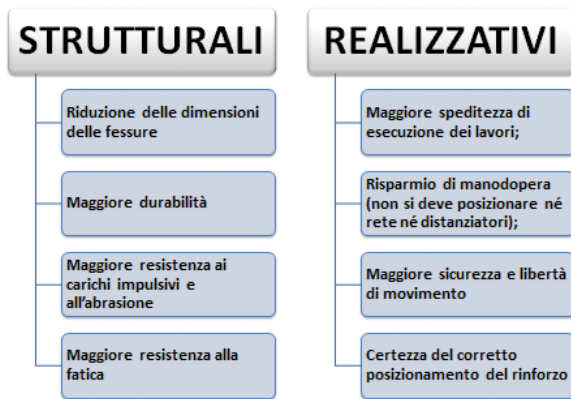 STRUTTURALI
Riduzione delle dimensioni
delle fessure
Maggiore durabilità
Maggiore resistenza ai
carichi impulsivi e
all'abrasione
Maggiore resistenza alla
fatica
REALIZZATIVI
Maggiore speditezza di
esecuzione dei lavori;
Risparmio di manodopera
(non si deve posizionare né
rete né distanziatori);
Maggiore sicurezza e libertà
di movimento
Certezza del corretto
posizionamento del rinforzo